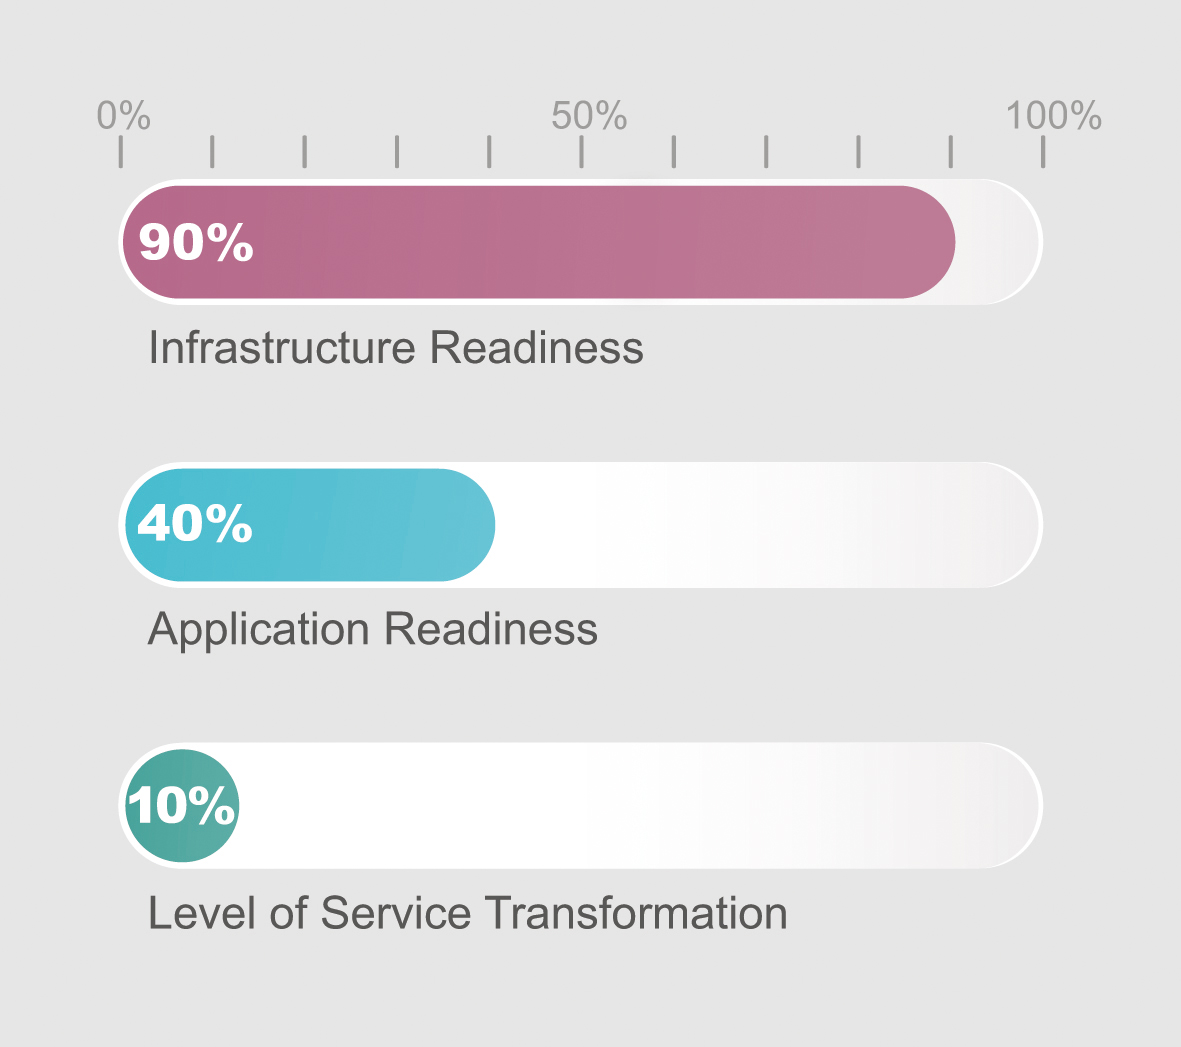 0% 50% 100%
90%
Infrastructure Readiness
40%
Application Readiness
10%
Level of Service Transformation